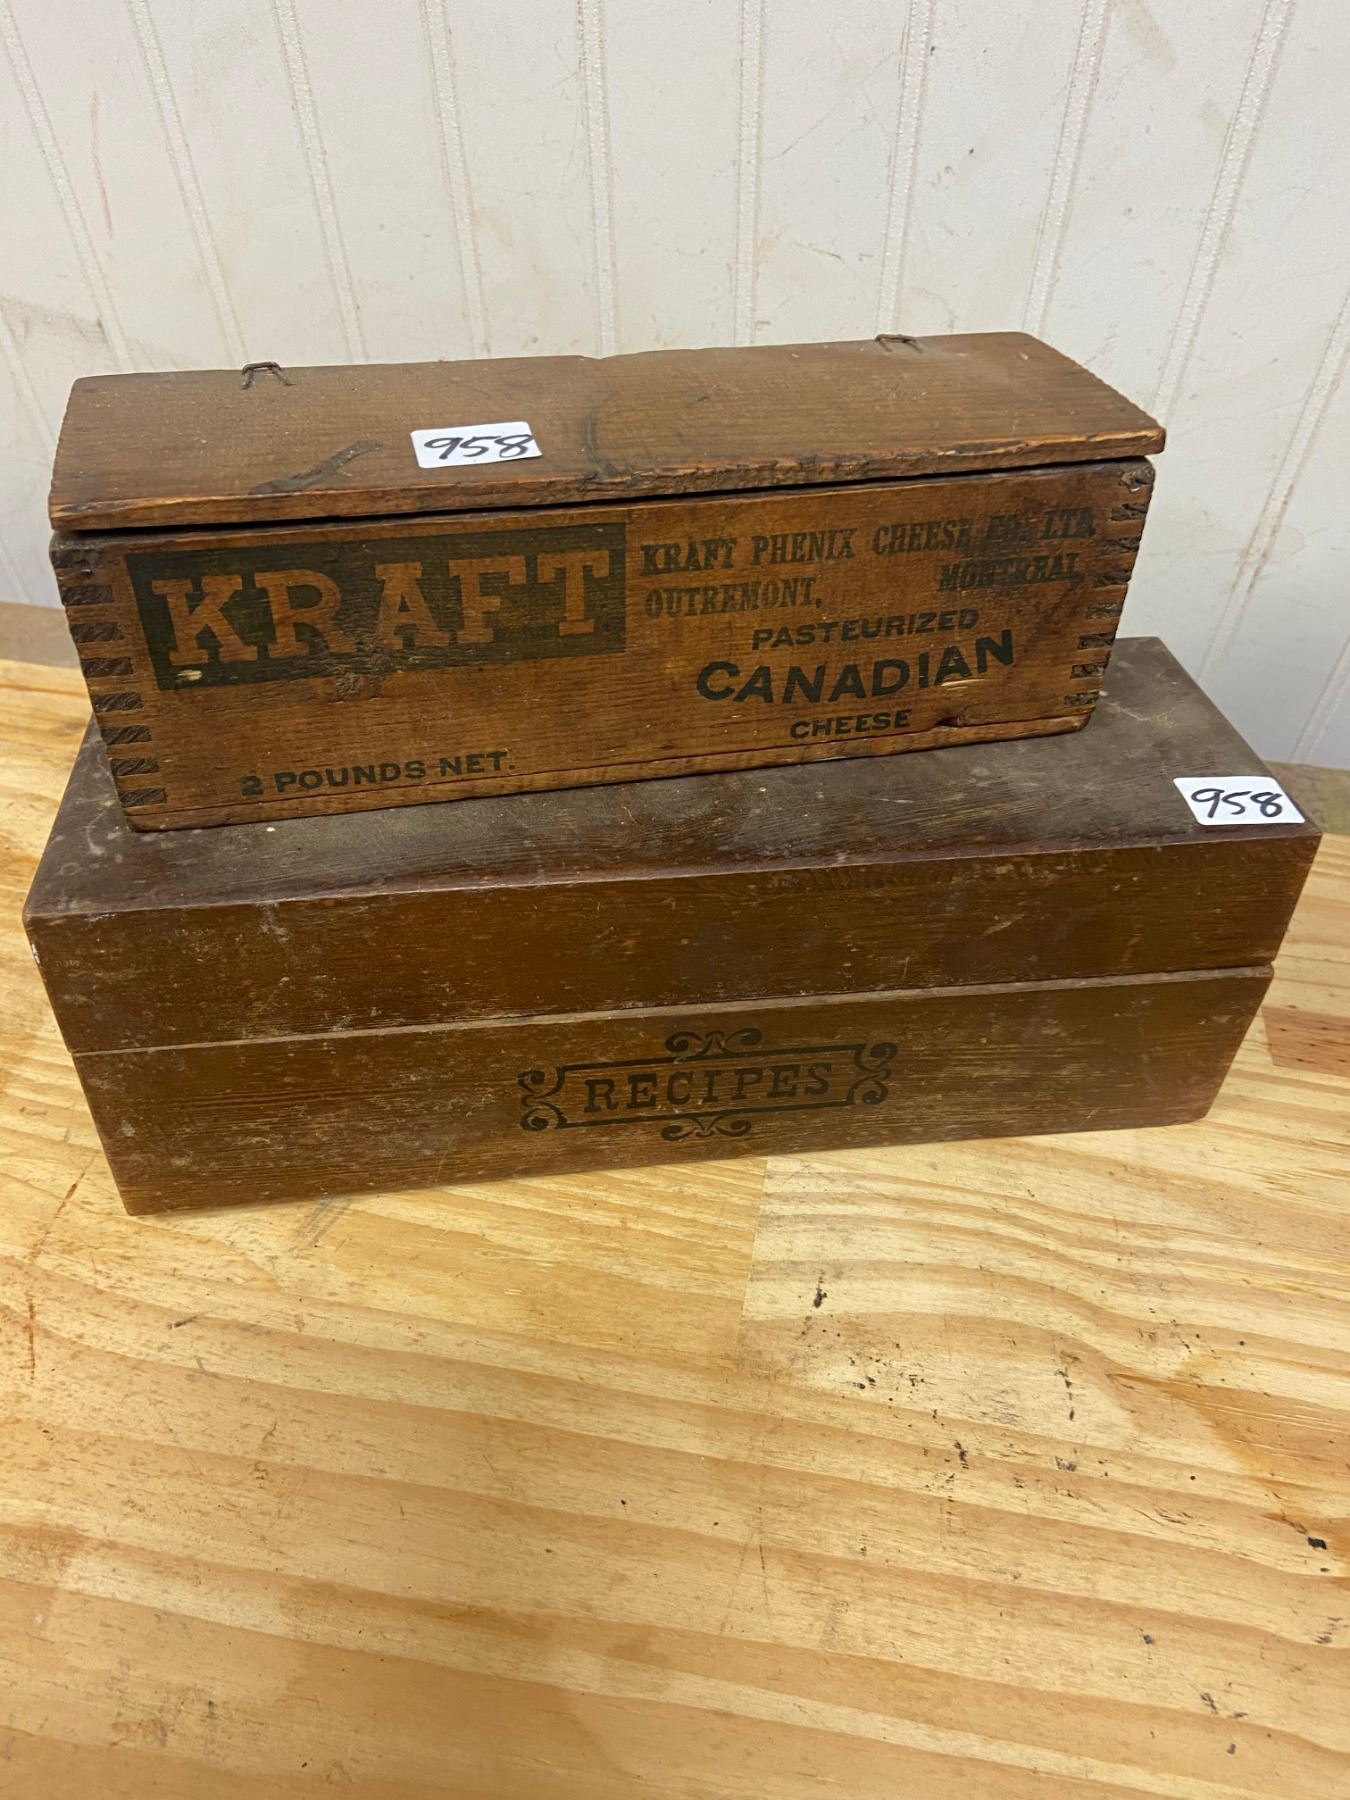 958
KRAFT
KRAFT PHENIX CHEESE CO. LTD.
OUTREMONT, MONTREAL
PASTEURIZED
CANADIAN
CHEESE
2 POUNDS NET.
958
RECIPES